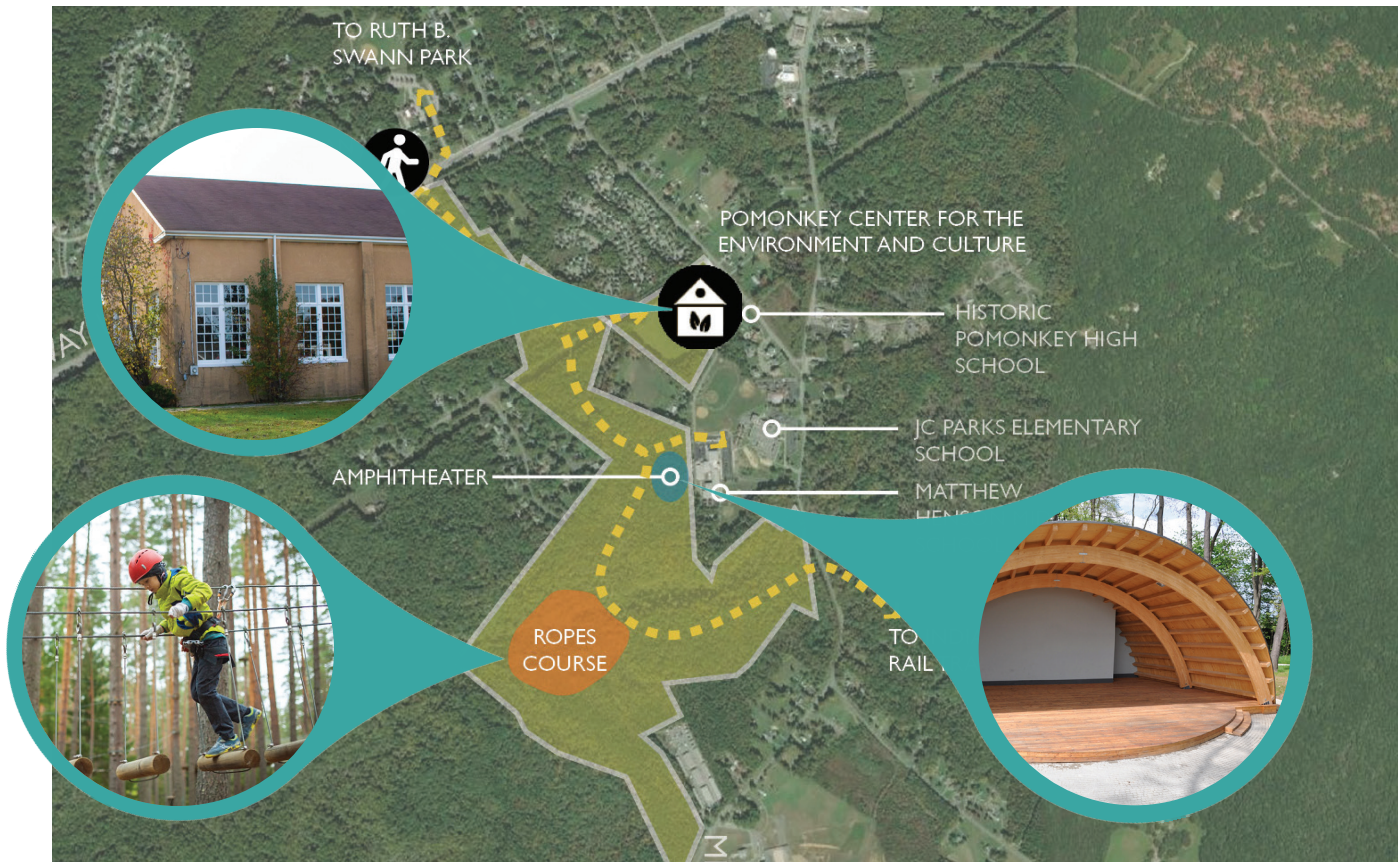 TO RUTH B.
SWANN PARK
POMONKEY CENTER FOR THE
ENVIRONMENT AND CULTURE
HISTORIC
POMONKEY HIGH
SCHOOL
JC PARKS ELEMENTARY
SCHOOL
AMPHITHEATER
MATTHEW
ROPES
COURSE
TO
RAIL